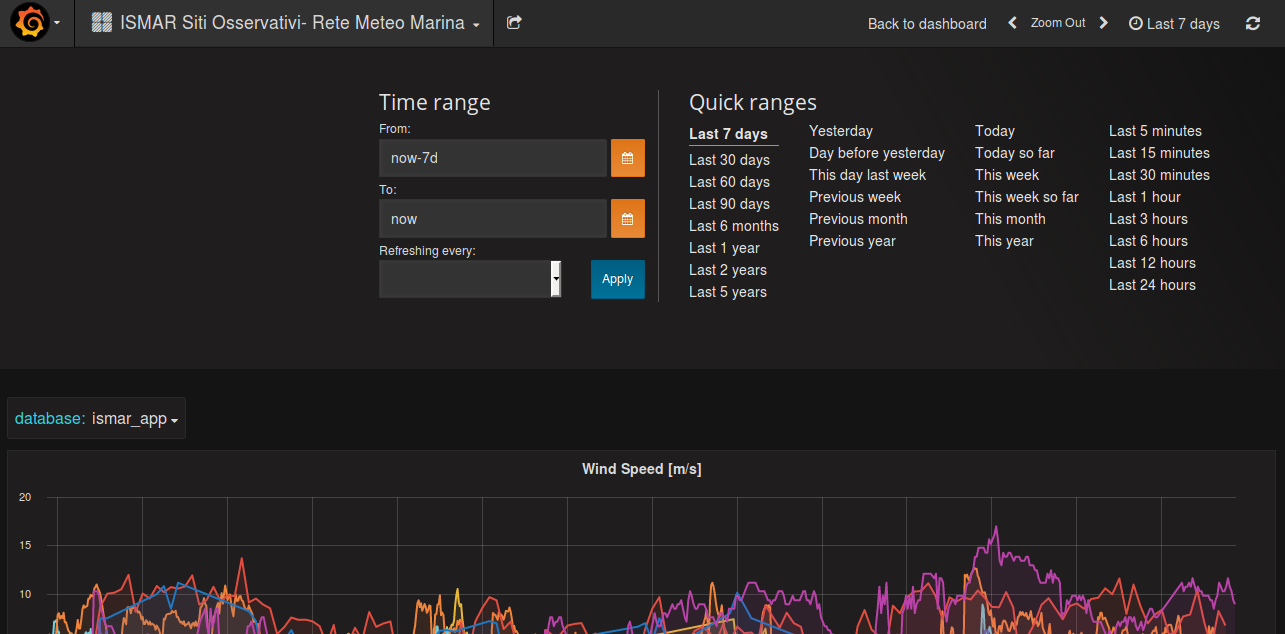 ISMAR Siti Osservativi- Rete Meteo Marina
Back to dashboard
Zoom Out
Last 7 days
Time range
From:
now-7d
To:
now
Refreshing every:
Apply
Quick ranges
Last 7 days
Last 30 days
Last 60 days
Last 90 days
Last 6 months
Last 1 year
Last 2 years
Last 5 years
Yesterday
Day before yesterday
This day last week
Previous week
Previous month
Previous year
Today
Today so far
This week
This week so far
This month
This year
Last 5 minutes
Last 15 minutes
Last 30 minutes
Last 1 hour
Last 3 hours
Last 6 hours
Last 12 hours
Last 24 hours
database: ismar_app
Wind Speed [m/s]
20
15
10